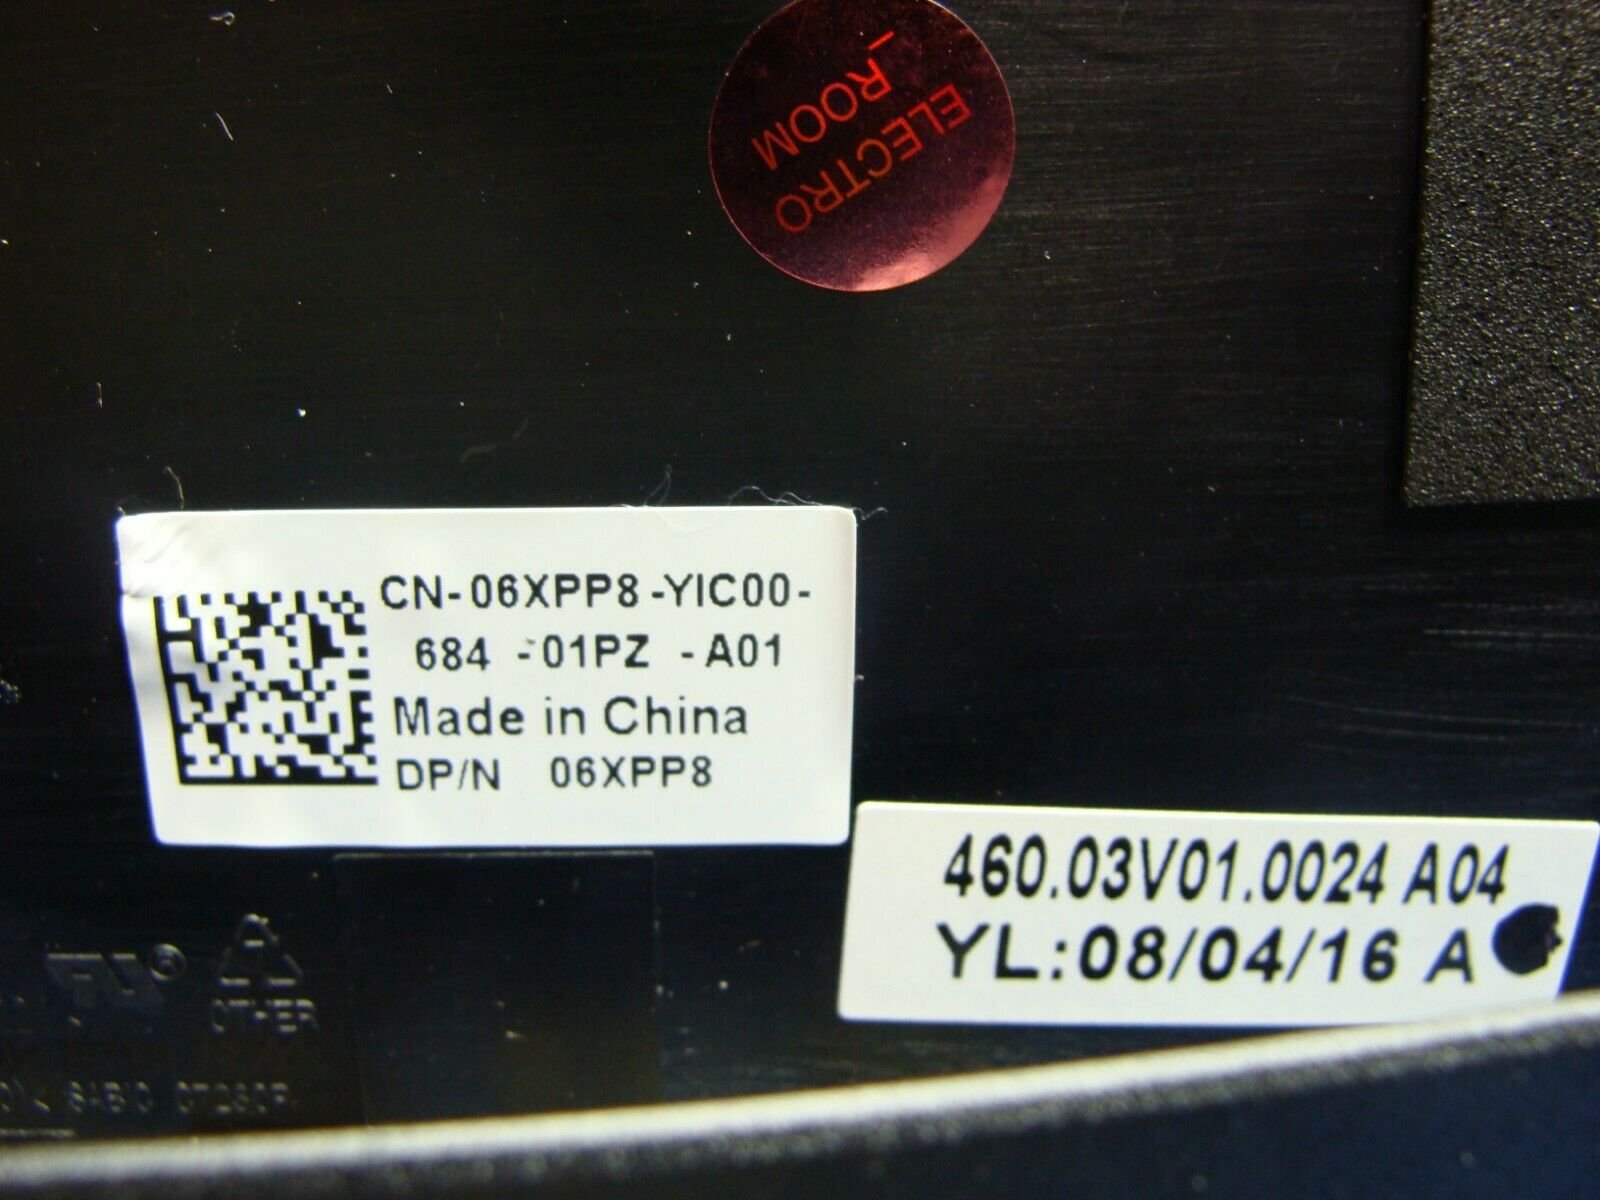 ELECTRO
_ROOM_
CN-06XPP8-YIC00-
684 -01PZ -A01
Made in China
DP/N 06XPP8
460.03V01.0024 A04
YL:08/04/16 A
OTHER